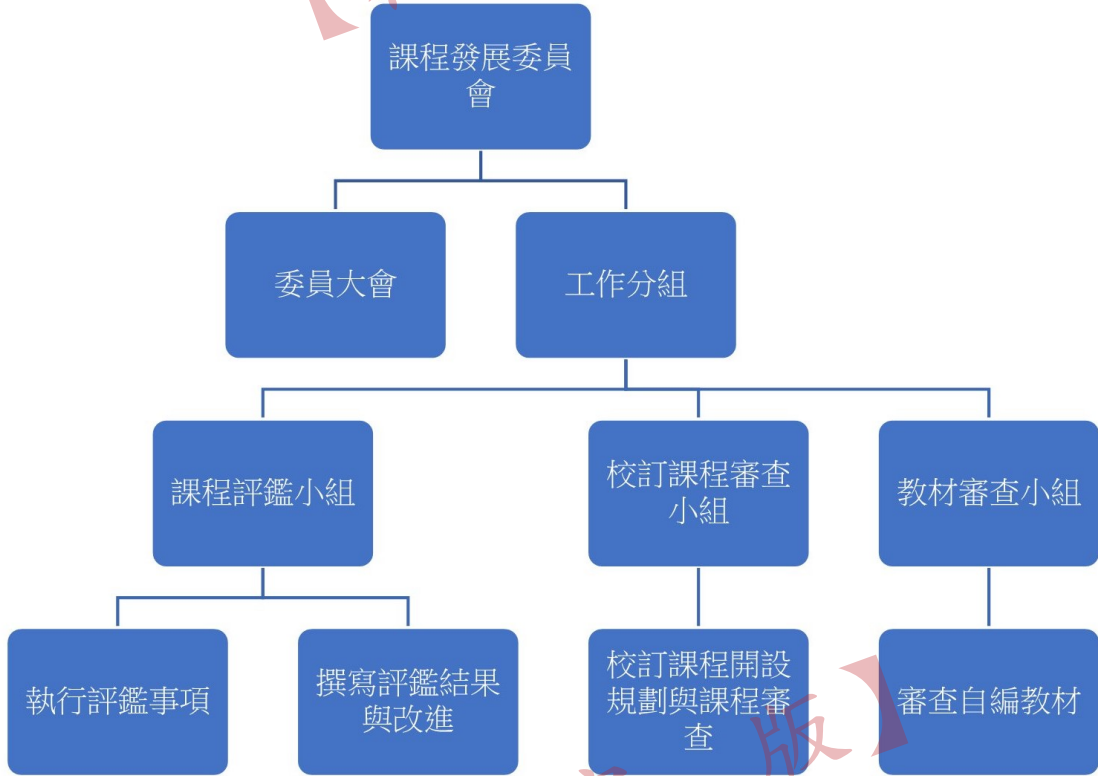 【
課程發展委員
會
委員大會
工作分組
課程評鑑小組
校訂課程審查
小組
教材審查小組
執行評鑑事項
撰寫評鑑結果
與改進
校訂課程開設
規劃與課程審
查
審查自編教材
版】